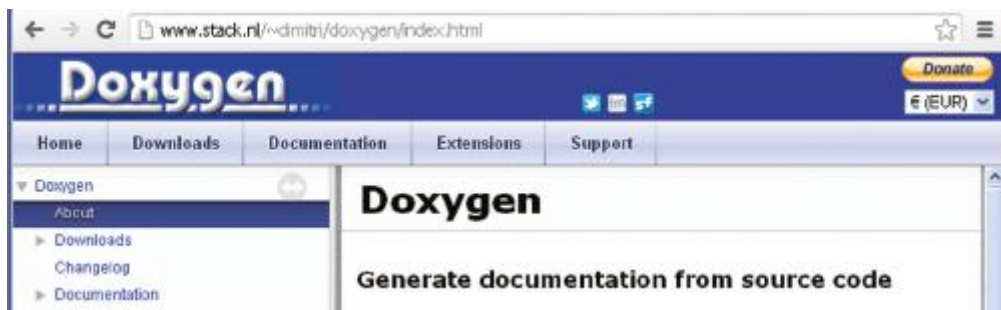 www.stack.nl/~dimitri/doxygen/index.html
Doxygen
Donate
€ (EUR)
Home Downloads Documentation Extensions Support
Doxygen
About
Downloads
Changelog
Documentation
Doxygen
Generate documentation from source code